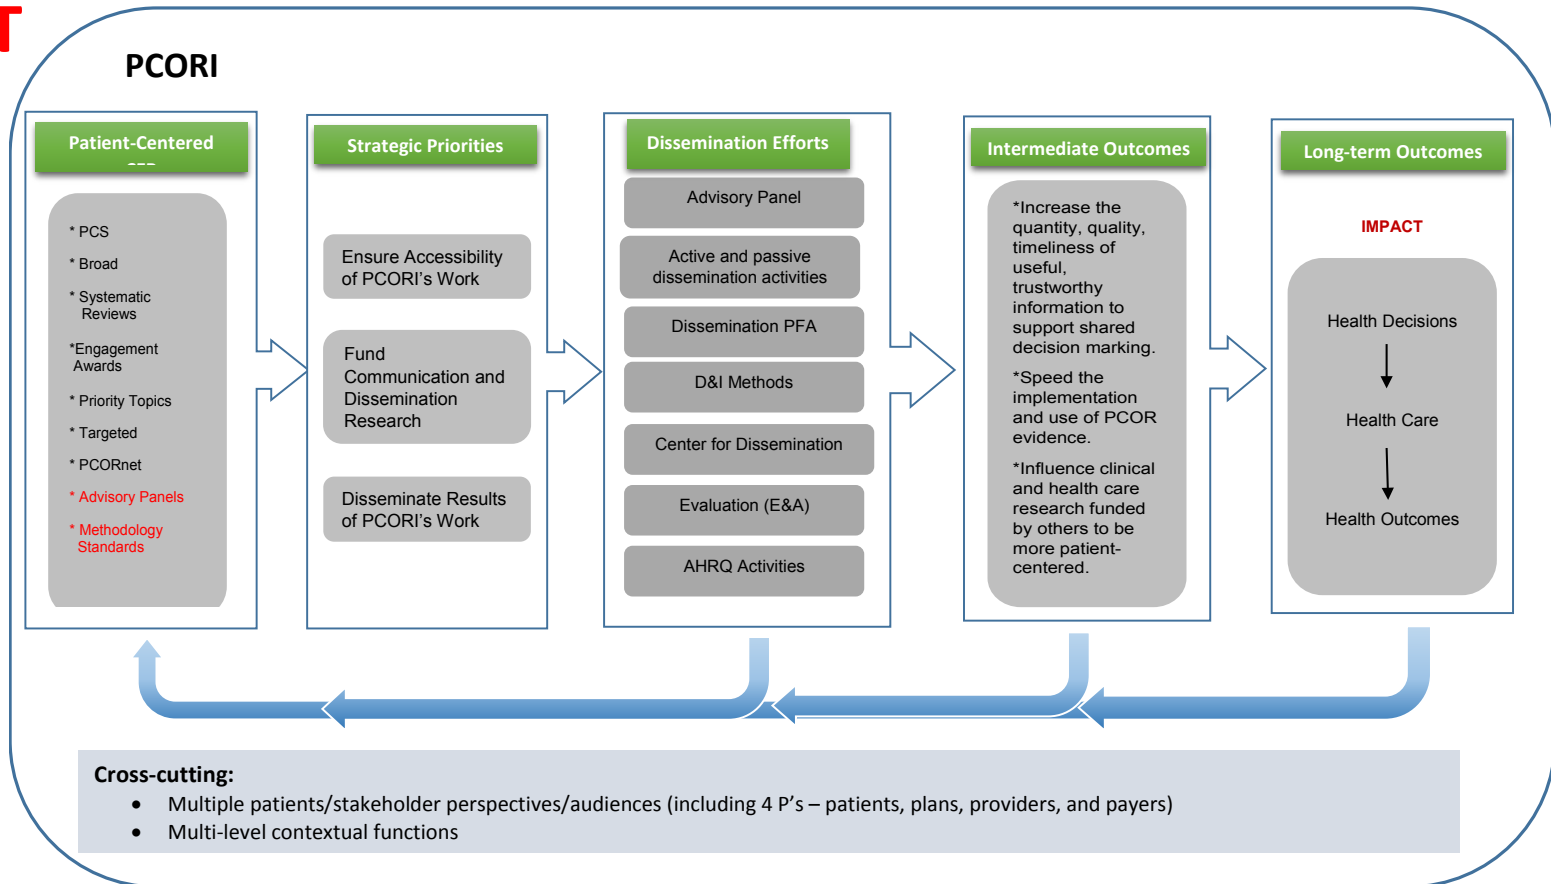 T
PCORI
Patient-Centered
* PCS
* Broad
* Systematic
Reviews
*Engagement
Awards
* Priority Topics
* Targeted
* PCORnet
* Advisory Panels
* Methodology
Standards
Strategic Priorities
Ensure Accessibility
of PCORI’s Work
Fund
Communication and
Dissemination
Research
Disseminate Results
of PCORI’s Work
Dissemination Efforts
Advisory Panel
Active and passive
dissemination activities
Dissemination PFA
D&I Methods
Center for Dissemination
Evaluation (E&A)
AHRQ Activities
Intermediate Outcomes
*Increase the
quantity, quality,
timeliness of
useful,
trustworthy
information to
support shared
decision marking.
*Speed the
implementation
and use of PCOR
evidence.
*Influence clinical
and health care
research funded
by others to be
more patient-
centered.
Long-term Outcomes
IMPACT
Health Decisions
Health Care
Health Outcomes
Cross-cutting:
• Multiple patients/stakeholder perspectives/audiences (including 4 P’s – patients, plans, providers, and payers)
• Multi-level contextual functions